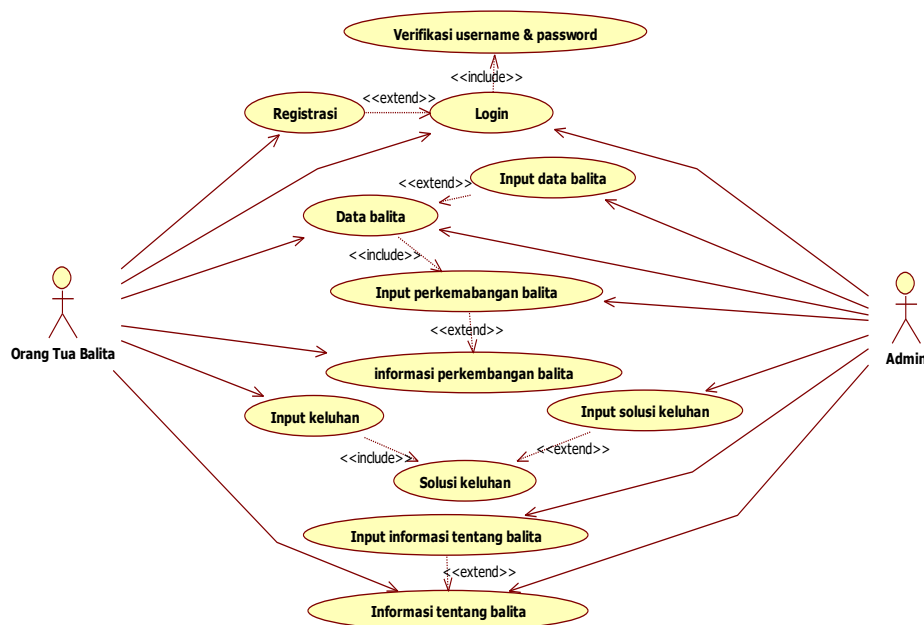 Verifikasi username & password
<<include>>
<<extend>>
Registrasi
Login
Input data balita
<<extend>>
Data balita
<<include>>
Input perkemabangan balita
<<extend>>
Orang Tua Balita
Admin
informasi perkembangan balita
Input keluhan
Input solusi keluhan
<<include>>
<<extend>>
Solusi keluhan
Input informasi tentang balita
<<extend>>
Informasi tentang balita